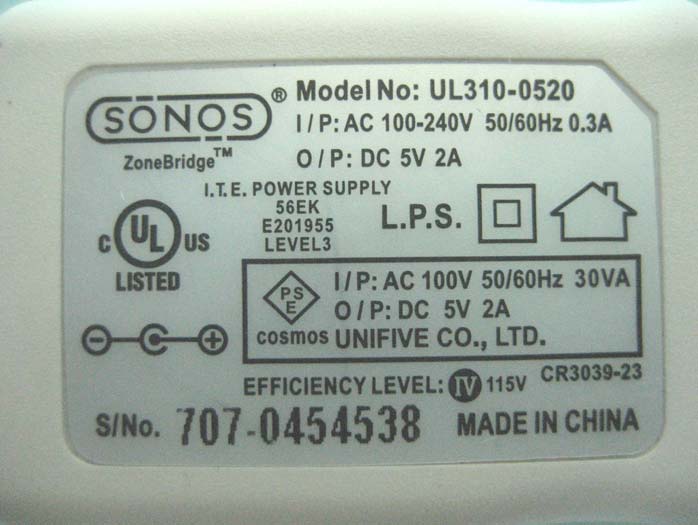 SONOS ® Model No: UL310-0520
I / P: AC 100-240V 50/60Hz 0.3A
ZoneBridge™ O / P: DC 5V 2A
I.T.E. POWER SUPPLY
56EK
E201955
LEVEL3
L.P.S.
C UL US
LISTED
PSE
I / P: AC 100V 50/60Hz 30VA
O / P: DC 5V 2A
cosmos UNIFIVE CO., LTD.
EFFICIENCY LEVEL: IV 115V CR3039-23
S/No. 707-0454538 MADE IN CHINA